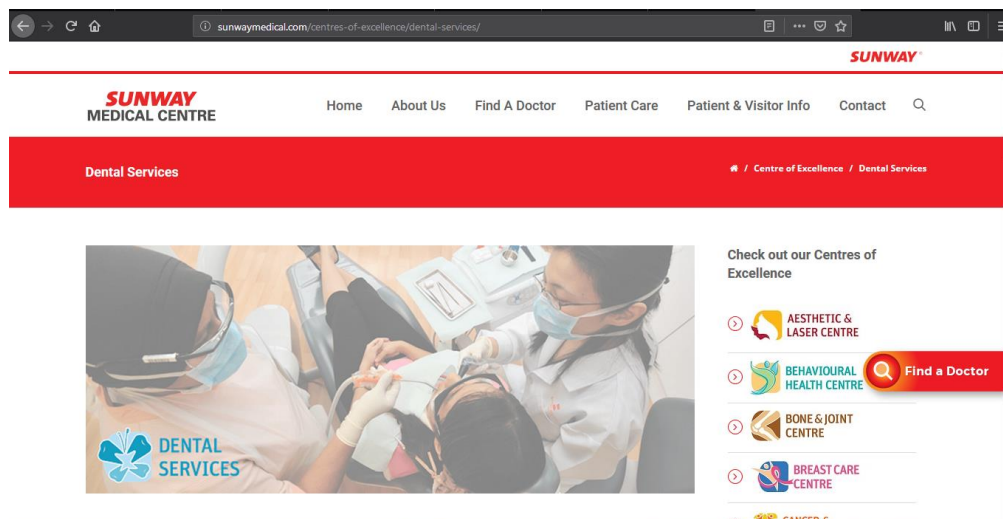 sunwaymedical.com/centres-of-excellence/dental-services/
SUNWAY
SUNWAY
MEDICAL CENTRE
Home About Us Find A Doctor Patient Care Patient & Visitor Info Contact
Dental Services
/ Centre of Excellence / Dental Services
DENTAL
SERVICES
Check out our Centres of
Excellence
AESTHETIC &
LASER CENTRE
BEHAVIOURAL
HEALTH CENTRE
Find a Doctor
BONE & JOINT
CENTRE
BREAST CARE
CENTRE
CANCER &